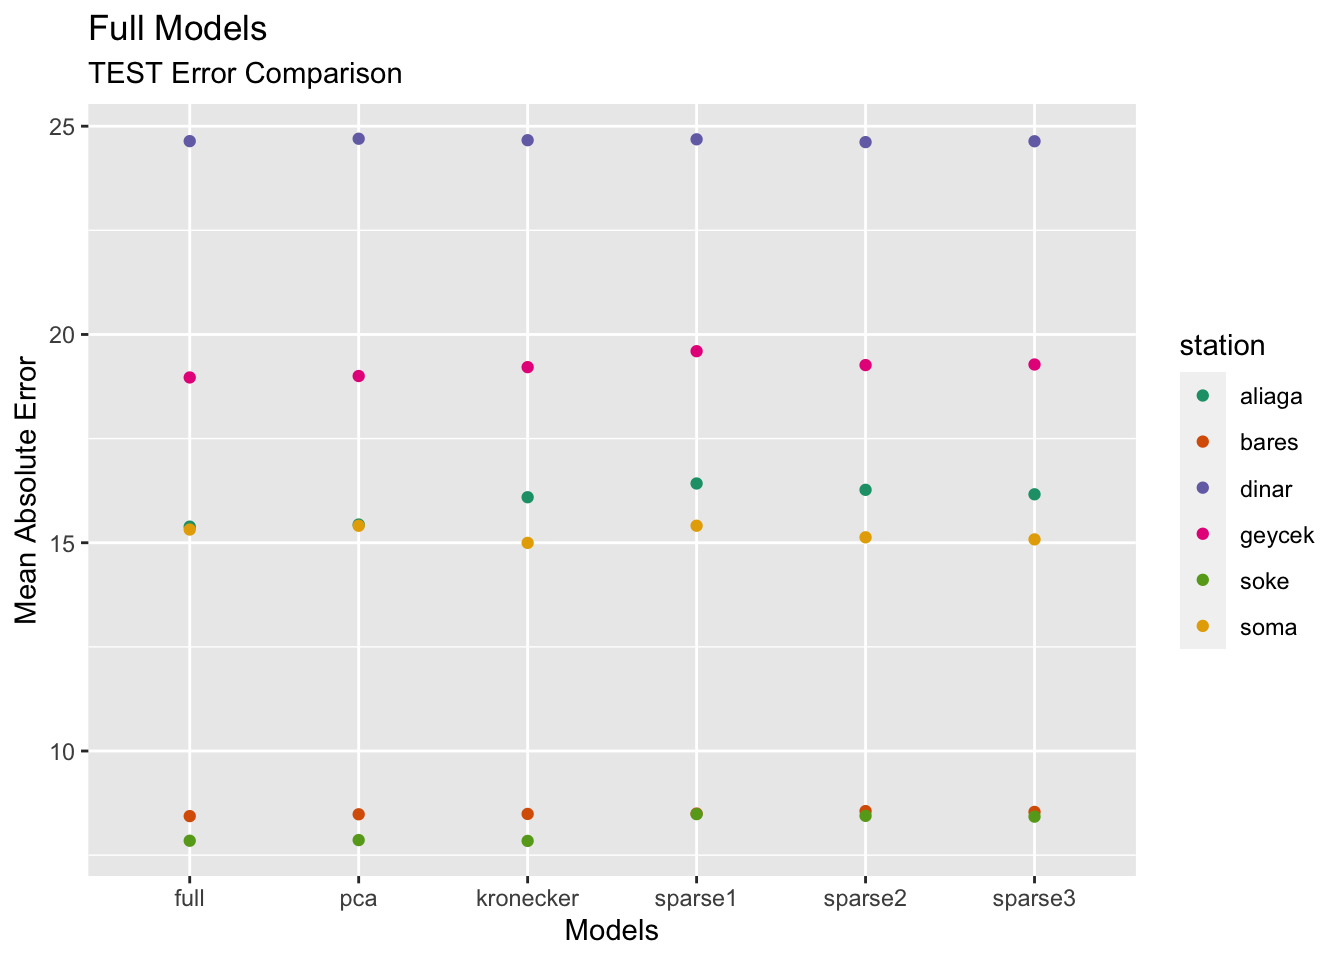 Full Models
TEST Error Comparison
Mean Absolute Error
25
20
15
10
full
pca
kronecker
sparse1
sparse2
sparse3
Models
station
aliaga
bares
dinar
geycek
soke
soma